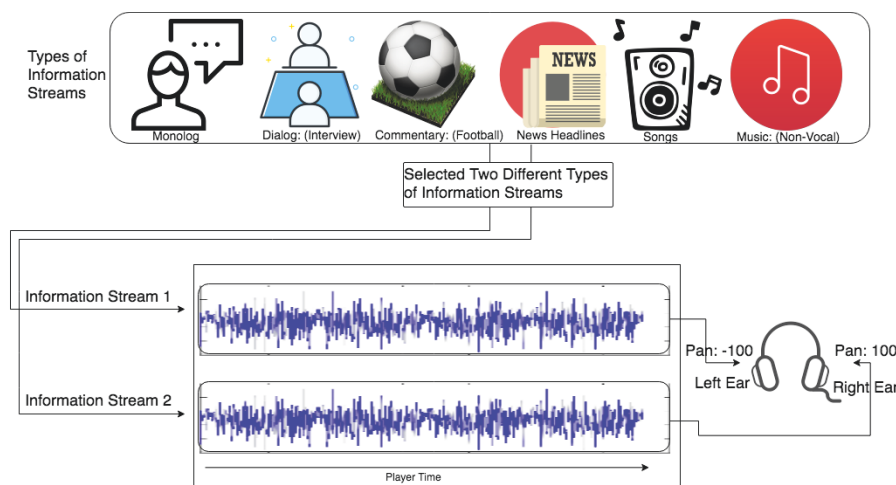 Types of
Information
Streams
...
NEWS
Monolog
Dialog: (Interview)
Commentary: (Football)
News Headlines
Songs
Music: (Non-Vocal)
Selected Two Different Types
of Information Streams
Information Stream 1
Pan: -100
Pan: 100
Left Ear
Right Ear
Information Stream 2
Player Time